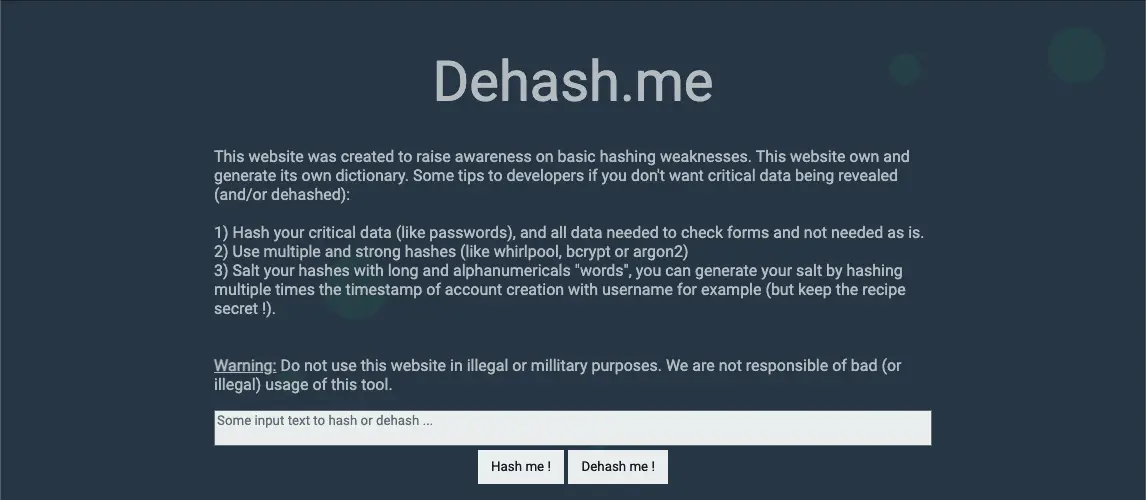 Dehash.me
This website was created to raise awareness on basic hashing weaknesses. This website own and
generate its own dictionary. Some tips to developers if you don't want critical data being revealed
(and/or dehashed):
1) Hash your critical data (like passwords), and all data needed to check forms and not needed as is.
2) Use multiple and strong hashes (like whirlpool, bcrypt or argon2)
3) Salt your hashes with long and alphanumericals "words", you can generate your salt by hashing
multiple times the timestamp of account creation with username for example (but keep the recipe
secret !).
Warning: Do not use this website in illegal or millitary purposes. We are not responsible of bad (or
illegal) usage of this tool.
Some input text to hash or dehash ...
Hash me ! Dehash me !